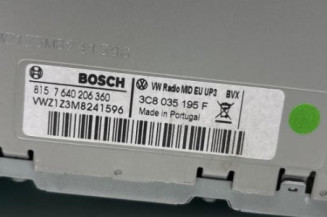 BOSCH
VW Radio MD EU UP3 BVX
815 7 640 206 360
3C8 035 195 F
VWZ1Z3M8241596
Made in Portugal